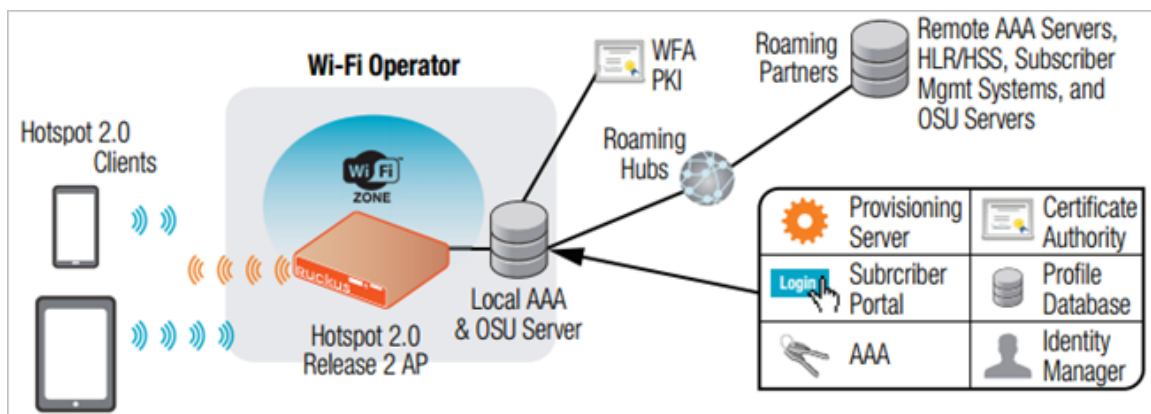 Wi-Fi Operator
Hotspot 2.0
Clients
Wi Fi
ZONE
Ruckus
Hotspot 2.0
Release 2 AP
Local AAA
& OSU Server
WFA
PKI
Roaming
Hubs
Roaming
Partners
Remote AAA Servers,
HLR/HSS, Subscriber
Mgmt Systems, and
OSU Servers
Provisioning
Server
Certificate
Authority
Login
Subrcriber
Portal
Profile
Database
AAA
Identity
Manager